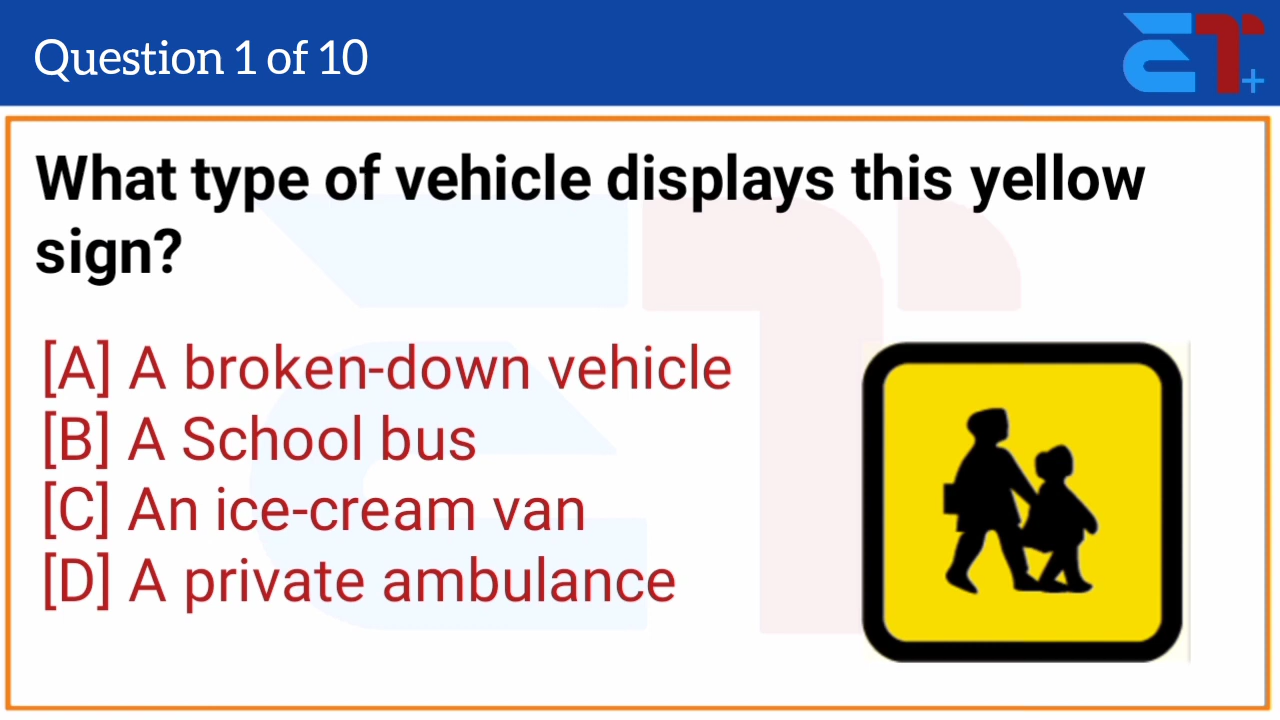 Question 1 of 10
ET+
What type of vehicle displays this yellow
sign?
[A] A broken-down vehicle
[B] A School bus
[C] An ice-cream van
[D] A private ambulance